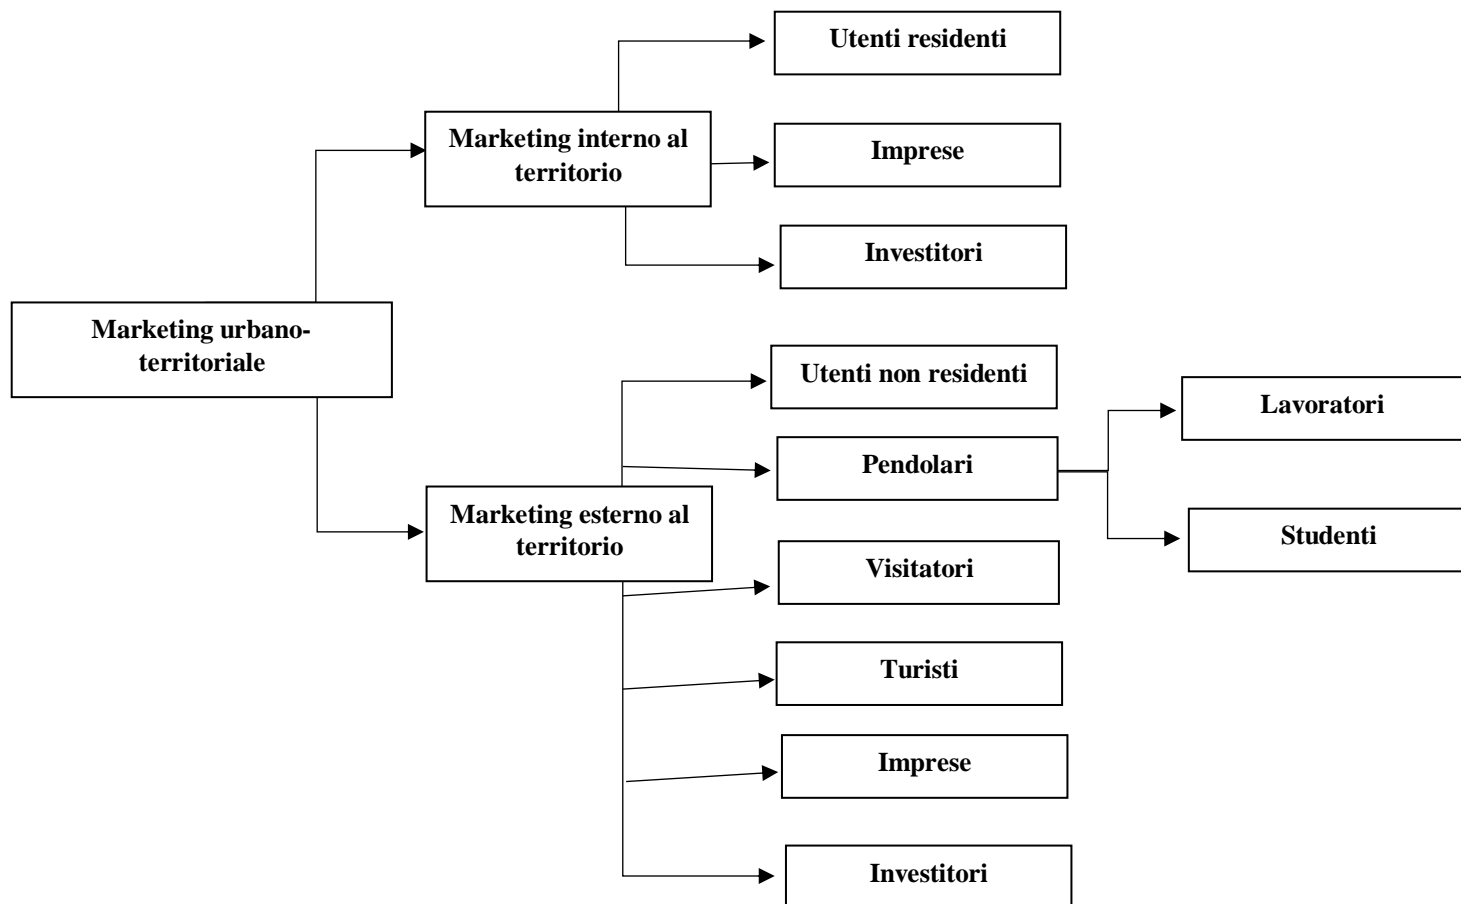 Utenti residenti
Marketing interno al
territorio
Imprese
Investitori
Marketing urbano-
territoriale
Utenti non residenti
Lavoratori
Pendolari
Marketing esterno al
territorio
Studenti
Visitatori
Turisti
Imprese
Investitori